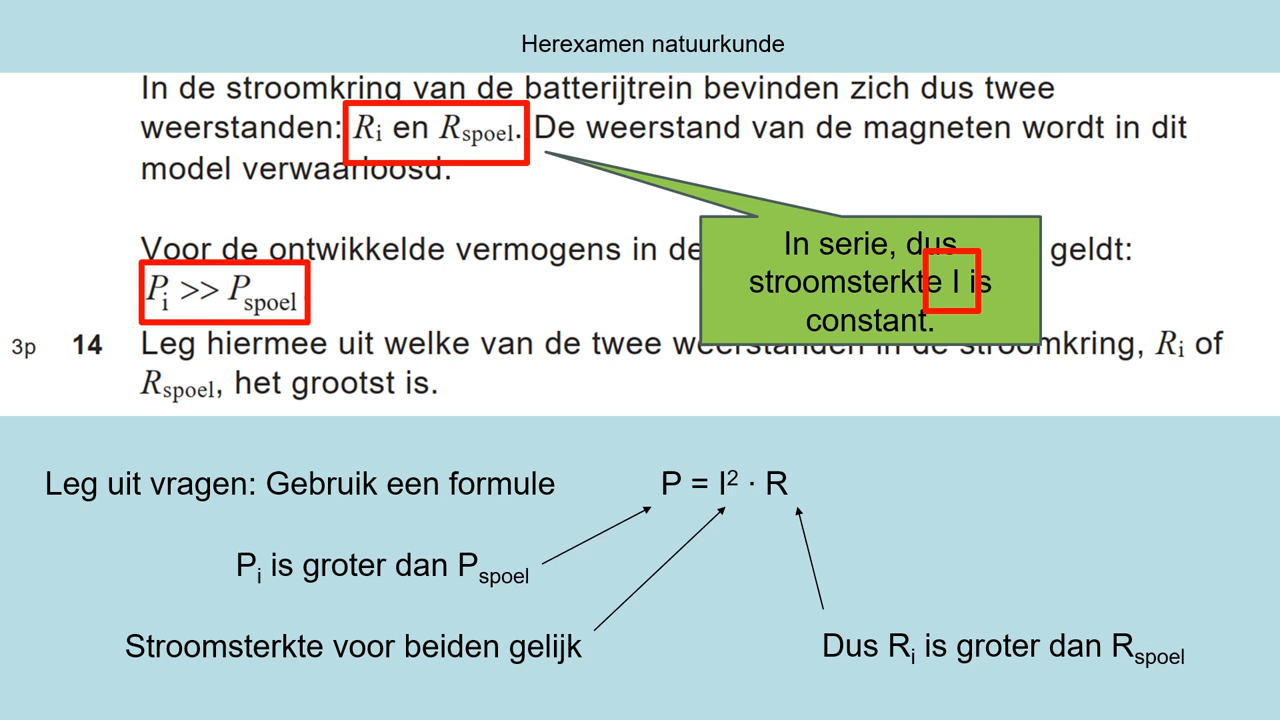 Herexamen natuurkunde
In de stroomkring van de batterijtrein bevinden zich dus twee
weerstanden: Ri en Rspoel. De weerstand van de magneten wordt in dit
model verwaarloosd.
Voor de ontwikkelde vermogens in de geldt:
Pi >> Pspoel
In serie, dus
stroomsterkte I is
constant.
3p 14 Leg hiermee uit welke van de twee weerstanden in de stroomkring, Ri of
Rspoel, het grootst is.
Leg uit vragen: Gebruik een formule P = I² · R
Pi is groter dan Pspoel
Stroomsterkte voor beiden gelijk Dus Ri is groter dan Rspoel